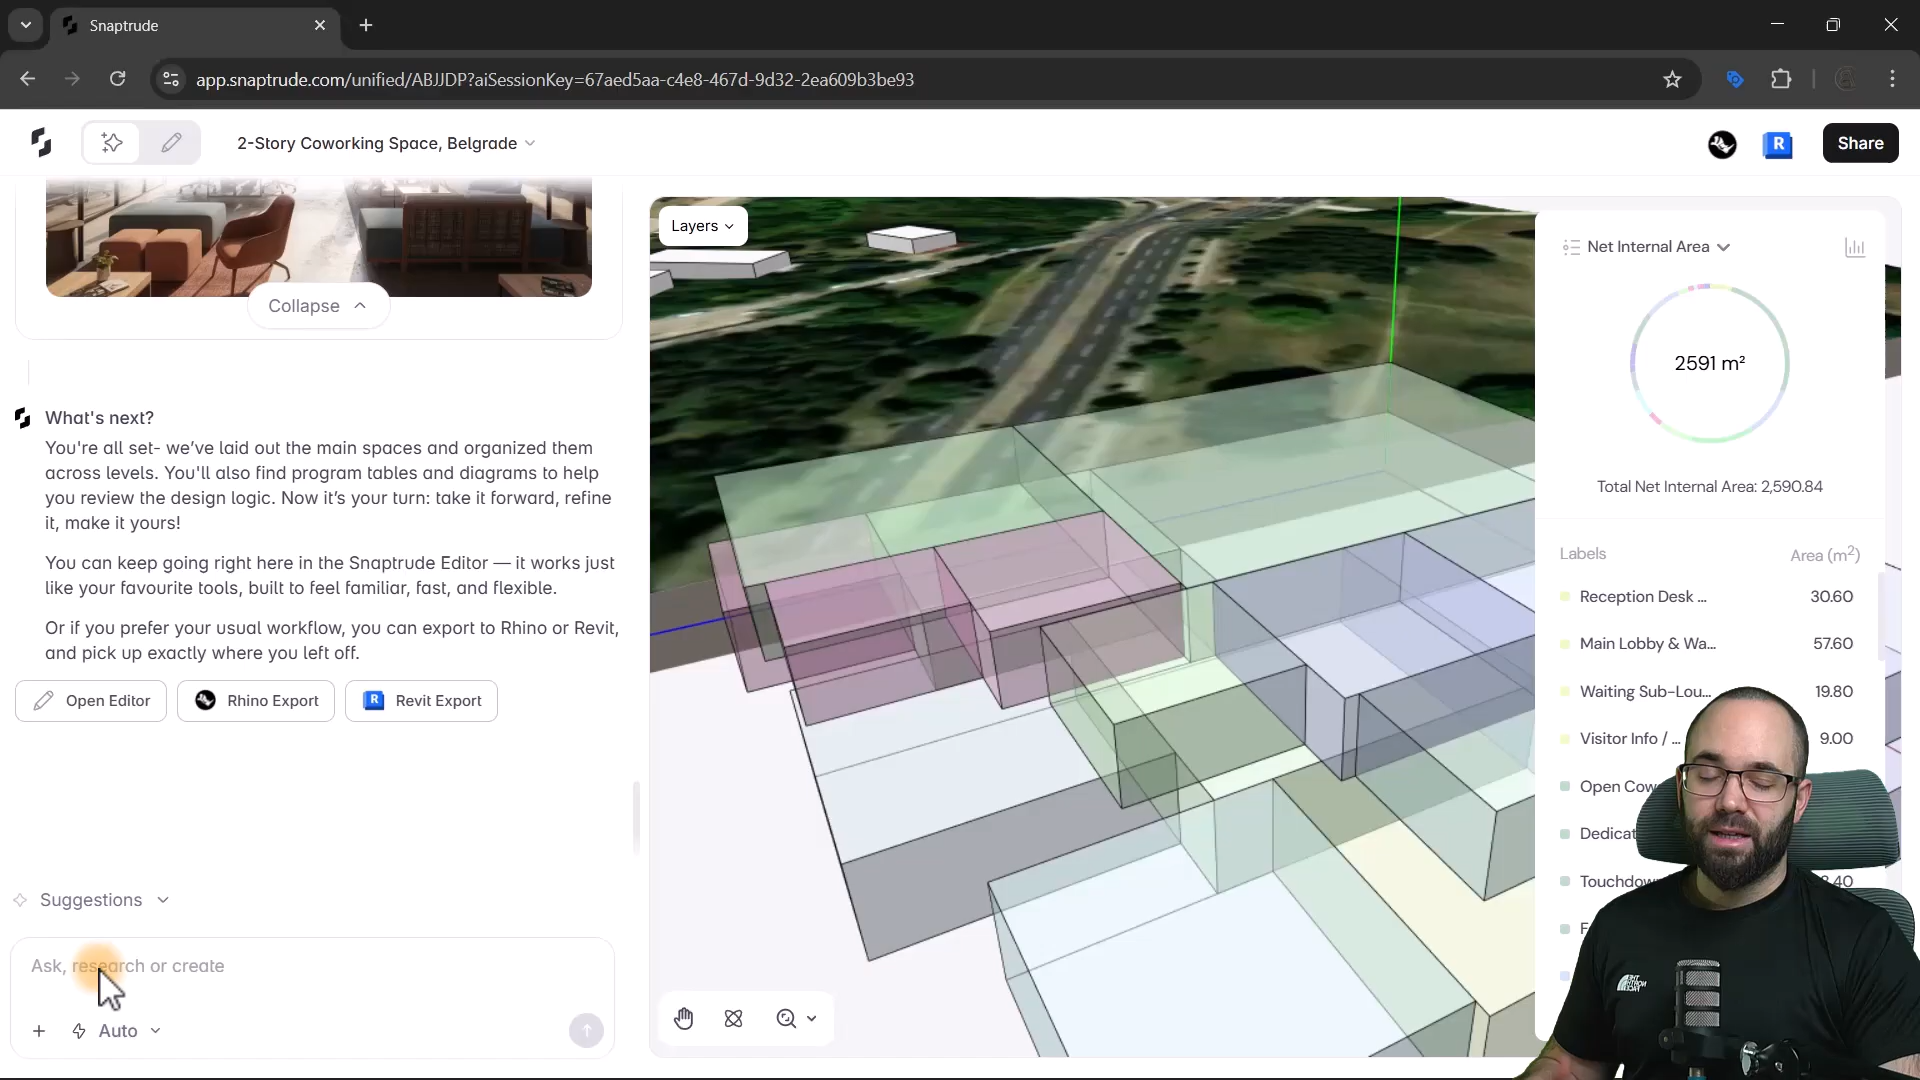 Snaptrude
app.snaptrude.com/unified/ABJJDP?aiSessionKey=67aed5aa-c4e8-467d-9d32-2ea609b3be93
2-Story Coworking Space, Belgrade
R
Share
Collapse
What's next?
You're all set- we've laid out the main spaces and organized them
across levels. You'll also find program tables and diagrams to help
you review the design logic. Now it's your turn: take it forward, refine
it, make it yours!
You can keep going right here in the Snaptrude Editor — it works just
like your favourite tools, built to feel familiar, fast, and flexible.
Or if you prefer your usual workflow, you can export to Rhino or Revit,
and pick up exactly where you left off.
Open Editor
Rhino Export
R Revit Export
Suggestions
Ask, research or create
Auto
Layers
Net Internal Area
2591 m²
Total Net Internal Area: 2,590.84
Labels Area (m²)
Reception Desk ... 30.60
Main Lobby & Wa... 57.60
Waiting Sub-Lou... 19.80
Visitor Info / ... 9.00
Open Cow
Dedicat
Touchdow 8.40
F